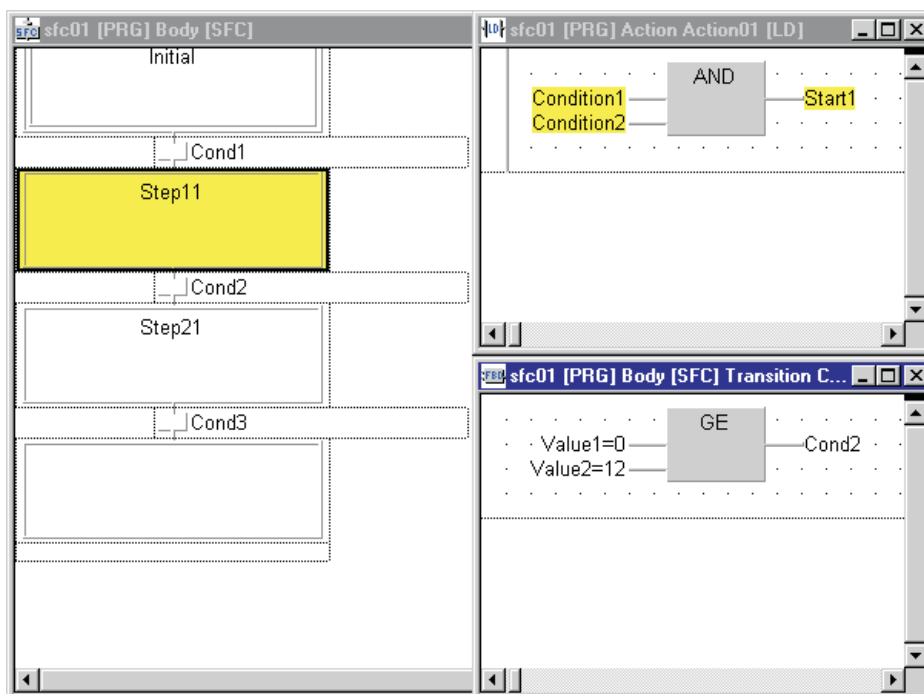 sfc01 [PRG] Body [SFC]
Initial
Cond1
Step11
Cond2
Step21
Cond3
sfc01 [PRG] Action Action01 [LD]
AND
Condition1
Start1
Condition2
sfc01 [PRG] Body [SFC] Transition C...
GE
Value1=0
Cond2
Value2=12